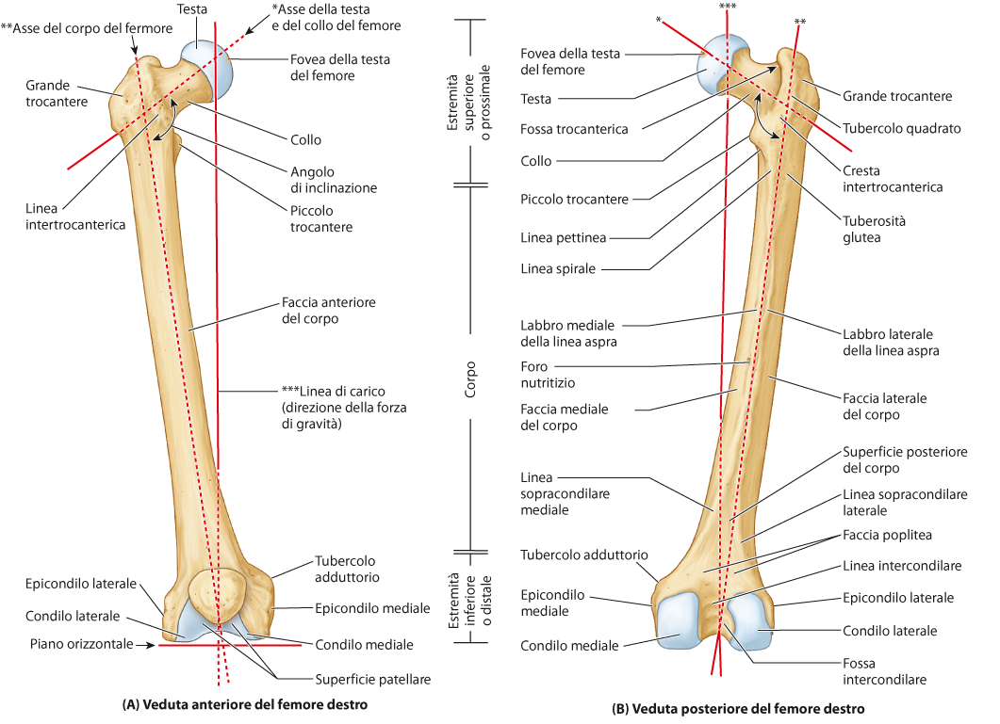 Testa
**Asse del corpo del fermore
*Asse della testa
e del collo del femore
Fovea della testa
del femore
Grande
trocantere
Collo
Angolo
di inclinazione
Linea
intertrocanterica
Piccolo
trocantere
Faccia anteriore
del corpo
***Linea di carico
(direzione della forza
di gravità)
Tubercolo
adduttorio
Epicondilo laterale
Epicondilo mediale
Condilo laterale
Condilo mediale
Piano orizzontale
Superficie patellare
(A) Veduta anteriore del femore destro
Estremità
superiore
o prossimale
Corpo
Estremità
inferiore
o distale
*
***
**
Fovea della testa
del femore
Testa
Fossa trocanterica
Collo
Piccolo trocantere
Linea pettinea
Linea spirale
Labbro mediale
della linea aspra
Foro
nutritizio
Faccia mediale
del corpo
Linea
sopracondilare
mediale
Tubercolo adduttorio
Epicondilo
mediale
Condilo mediale
Grande trocantere
Tubercolo quadrato
Cresta
intertrocanterica
Tuberosità
glutea
Labbro laterale
della linea aspra
Faccia laterale
del corpo
Superficie posteriore
del corpo
Linea sopracondilare
laterale
Faccia poplitea
Linea intercondilare
Epicondilo laterale
Condilo laterale
Fossa
intercondilare
(B) Veduta posteriore del femore destro